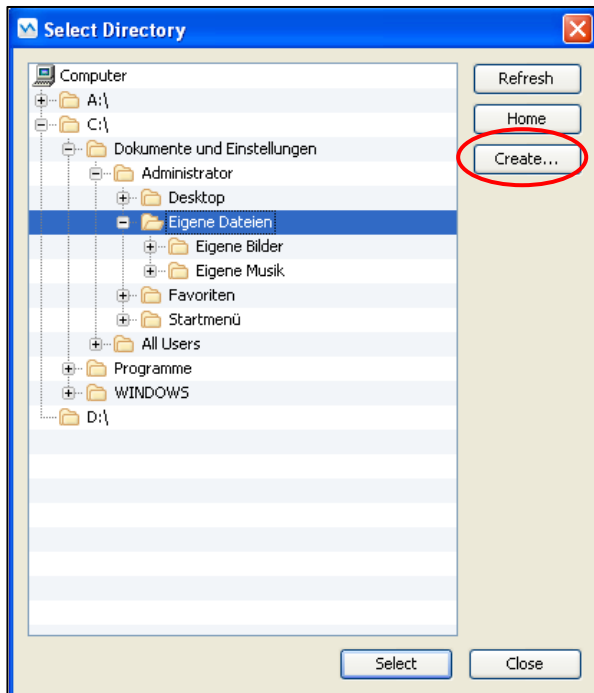 Select Directory
Computer
Refresh
A:\
C:\
Home
Dokumente und Einstellungen
Create...
Administrator
Desktop
Eigene Dateien
Eigene Bilder
Eigene Musik
Favoriten
Startmenü
All Users
Programme
WINDOWS
D:\
Select
Close